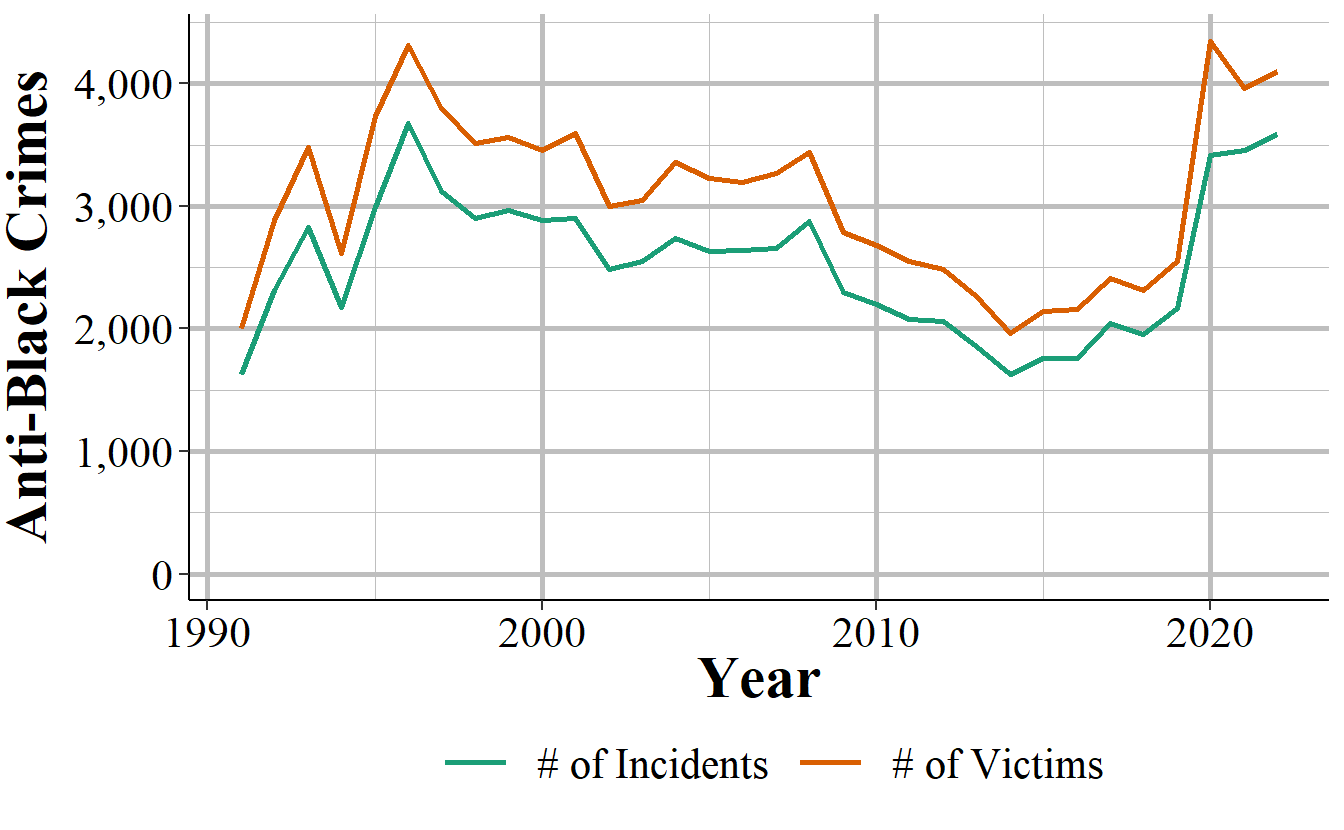 Anti-Black Crimes
4,000
3,000
2,000
1,000
0
1990 2000 2010 2020
Year
# of Incidents # of Victims